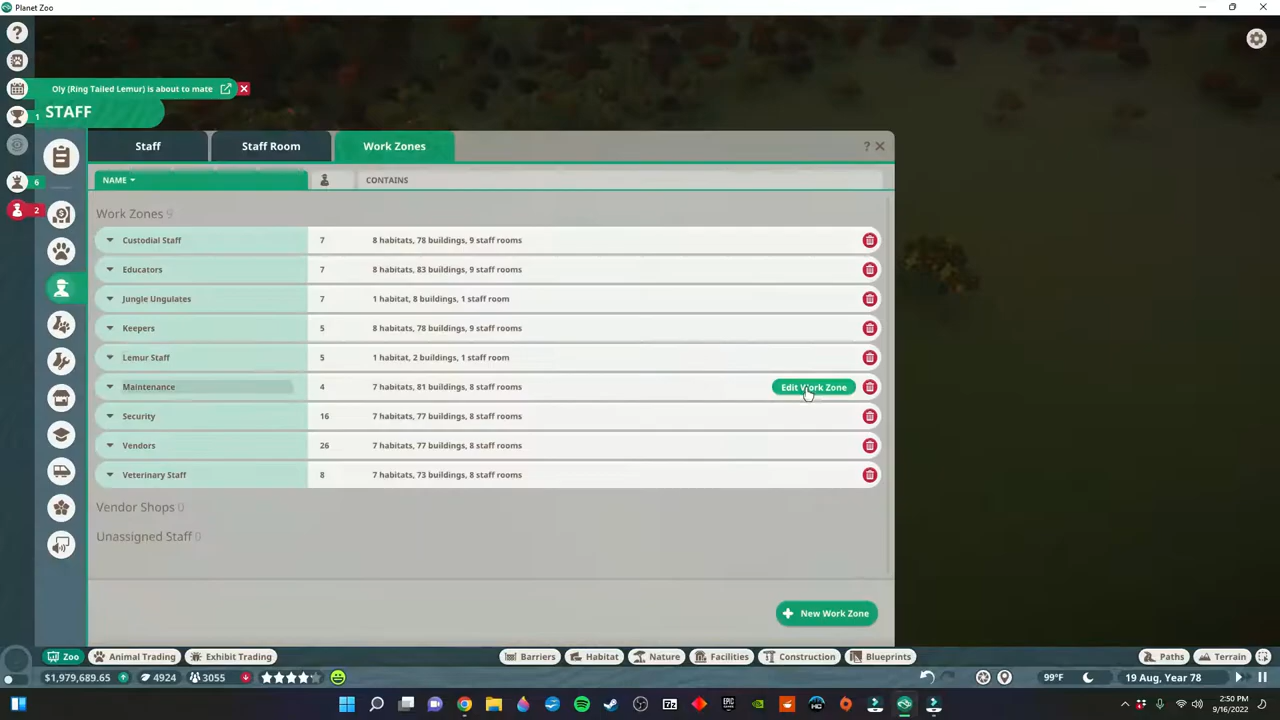 Planet Zoo
Oly (Ring Tailed Lemur) is about to mate
1
STAFF
Staff
Staff Room
Work Zones
?
NAME
CONTAINS
6
2
Work Zones 9
Custodial Staff 7 8 habitats, 78 buildings, 9 staff rooms
Educators 7 8 habitats, 83 buildings, 9 staff rooms
Jungle Ungulates 7 1 habitat, 8 buildings, 1 staff room
Keepers 5 8 habitats, 78 buildings, 9 staff rooms
Lemur Staff 5 1 habitat, 2 buildings, 1 staff room
Maintenance 4 7 habitats, 81 buildings, 8 staff rooms Edit Work Zone
Security 16 7 habitats, 77 buildings, 8 staff rooms
Vendors 26 7 habitats, 77 buildings, 8 staff rooms
Veterinary Staff 8 7 habitats, 73 buildings, 8 staff rooms
Vendor Shops 0
Unassigned Staff 0
New Work Zone
Zoo Animal Trading Exhibit Trading Barriers Habitat Nature Facilities Construction Blueprints Paths Terrain
$1,979,689.65 4924 3055 99°F 19 Aug, Year 78
2:50 PM
9/16/2022